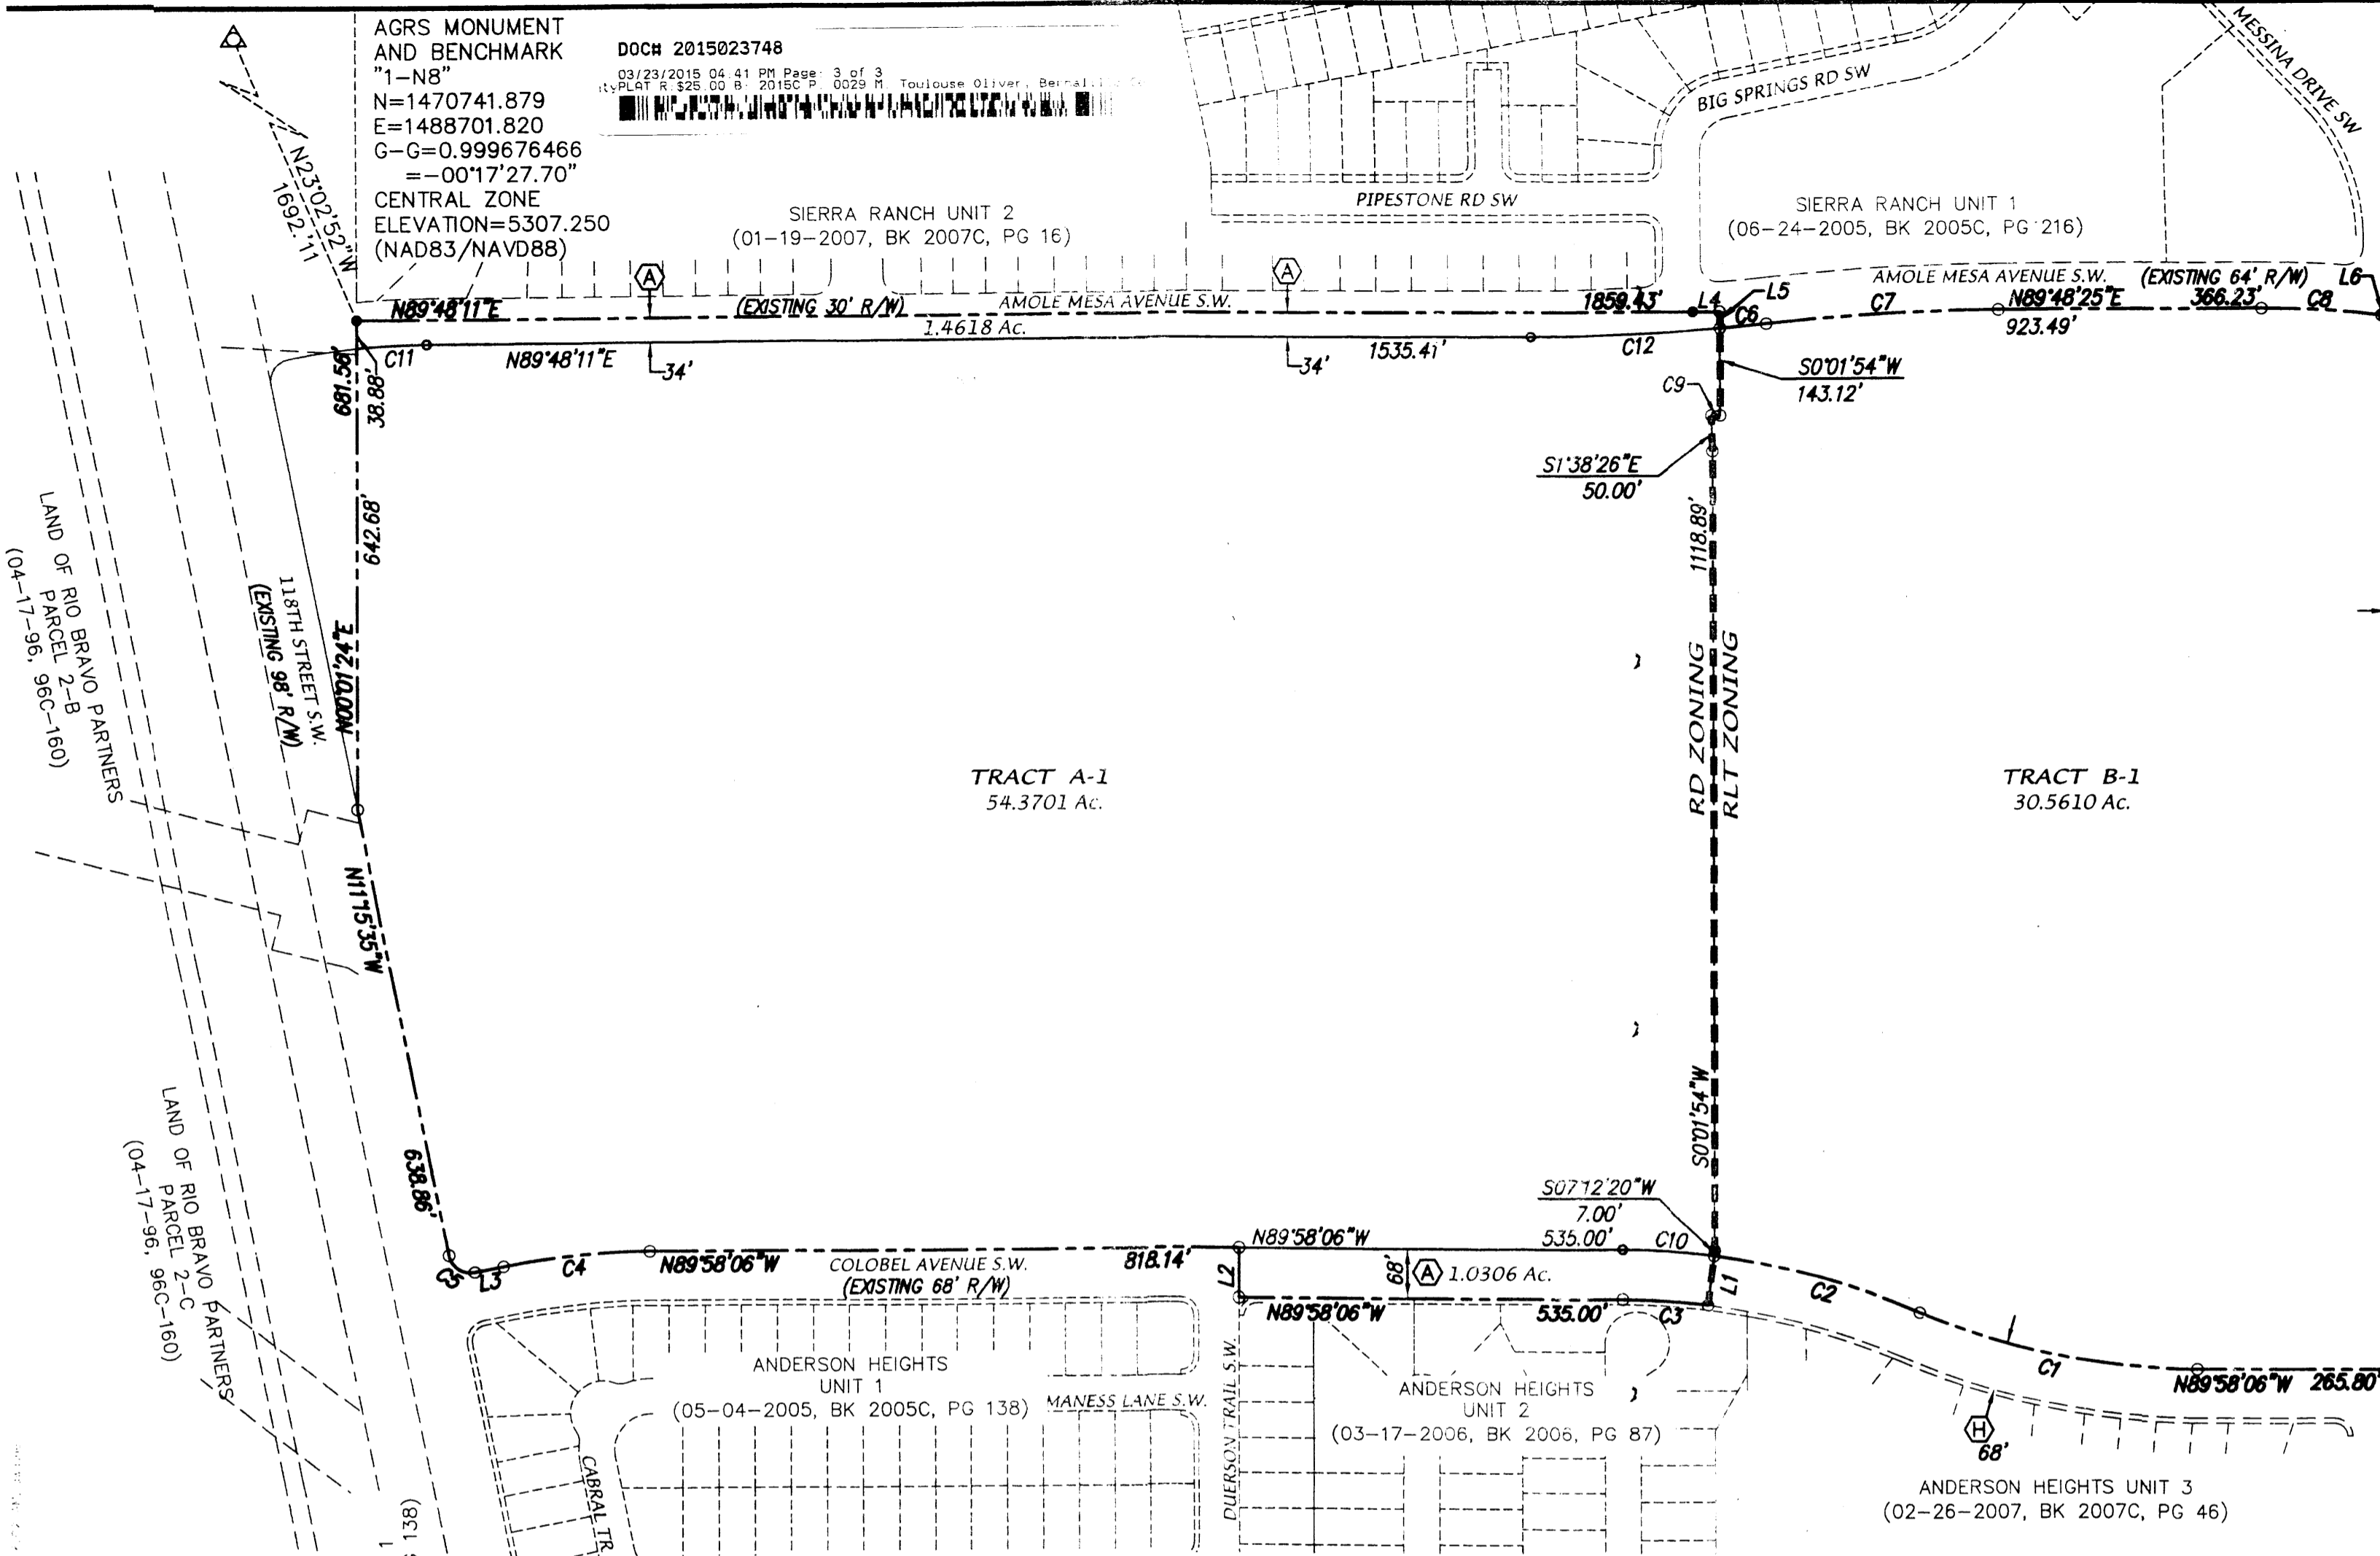 AGRS MONUMENT
AND BENCHMARK
"1-N8"
N=1470741.879
E=1488701.820
G-G=0.999676466
=-00°17'27.70"
CENTRAL ZONE
ELEVATION=5307.250
(NAD83/NAVD88)
DOC# 2015023748
03/23/2015 04:41 PM Page: 3 of 3
PLAT R:$25.00 B: 2015C P: 0029 M. Toulouse Oliver,
N23°02'52"W
1692.11'
MESSINA DRIVE SW
BIG SPRINGS RD SW
PIPESTONE RD SW
SIERRA RANCH UNIT 2
(01-19-2007, BK 2007C, PG 16)
SIERRA RANCH UNIT 1
(06-24-2005, BK 2005C, PG 216)
A
A
N89°48'11"E
(EXISTING 30' R/W)
AMOLE MESA AVENUE S.W.
1859.43'
L4
L5
C6
C7
AMOLE MESA AVENUE S.W.
(EXISTING 64' R/W)
L6
N89°48'25"E
366.23'
C8
923.49'
1.4618 Ac.
C11
N89°48'11"E
34'
34'
1535.41'
C12
S0°01'54"W
143.12'
C9
S1°38'26"E
50.00'
681.56'
38.88'
642.68'
N00°10'24"E
118TH STREET S.W.
(EXISTING 98' R/W)
LAND OF RIO BRAVO PARTNERS
PARCEL 2-B
(04-17-96, 96C-160)
1118.89'
RD ZONING
RLT ZONING
TRACT A-1
54.3701 Ac.
TRACT B-1
30.5610 Ac.
N11°15'35"W
638.86'
S0°01'54"W
S07°12'20"W
7.00'
LAND OF RIO BRAVO PARTNERS
PARCEL 2-C
(04-17-96, 96C-160)
C5
L3
C4
N89°58'06"W
COLOBEL AVENUE S.W.
(EXISTING 68' R/W)
818.14'
N89°58'06"W
535.00'
C10
L2
68'
A
1.0306 Ac.
L1
N89°58'06"W
535.00'
C3
C2
C1
N89°58'06"W 265.80'
H
68'
ANDERSON HEIGHTS
UNIT 1
(05-04-2005, BK 2005C, PG 138)
MANESS LANE S.W.
DUERSON TRAIL S.W.
CABRAL TR.
ANDERSON HEIGHTS
UNIT 2
(03-17-2006, BK 2006, PG 87)
ANDERSON HEIGHTS UNIT 3
(02-26-2007, BK 2007C, PG 46)
1
138)